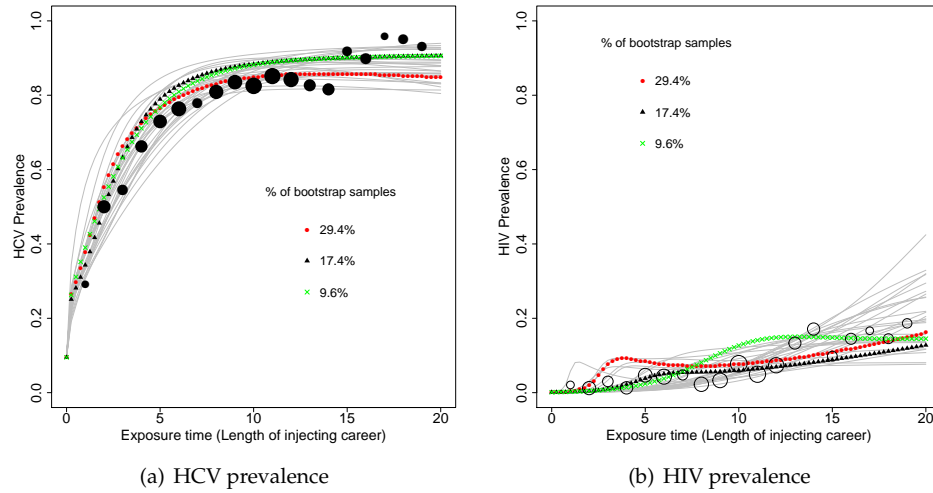 HCV Prevalence
1.0
0.8
0.6
0.4
0.2
0.0
% of bootstrap samples
29.4%
17.4%
9.6%
0 5 10 15 20
Exposure time (Length of injecting career)
(a) HCV prevalence
HIV Prevalence
1.0
0.8
0.6
0.4
0.2
0.0
% of bootstrap samples
29.4%
17.4%
9.6%
0 5 10 15 20
Exposure time (Length of injecting career)
(b) HIV prevalence